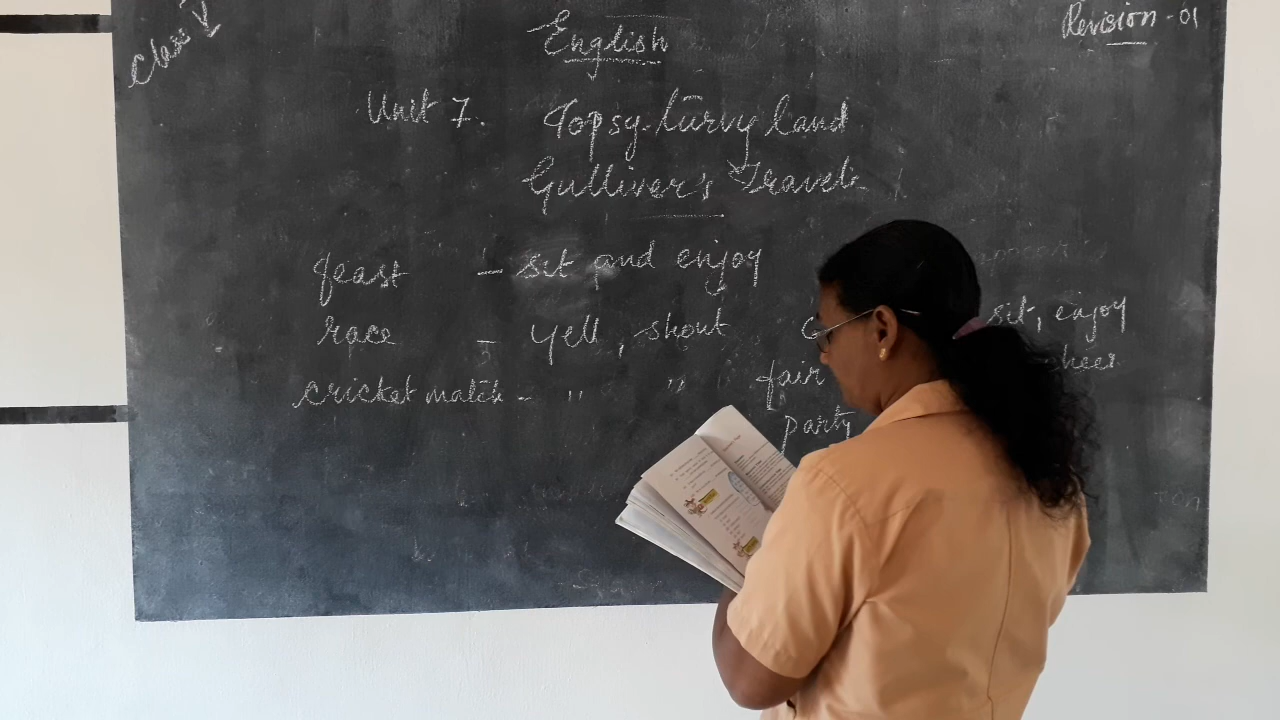 Class V
English
Revision - 01
Unit 7. Topsy-turvy land
Gulliver's Travels
feast - sit and enjoy
race - yell, shout
cricket match - " "
sit, enjoy
fair cheer
party